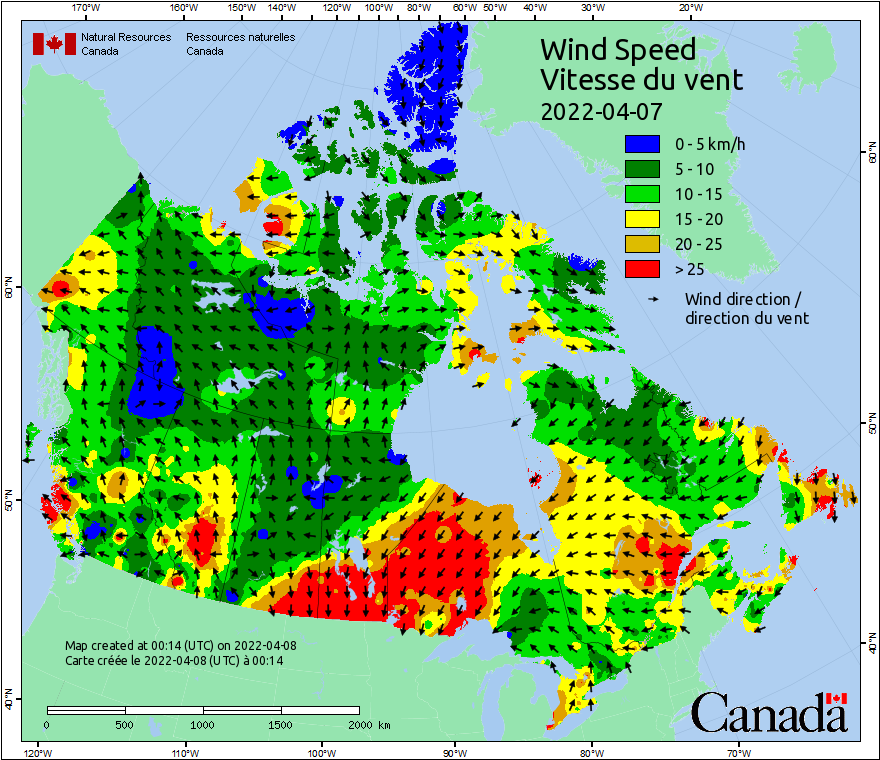 170°W 160°W 150°W 140°W 130°W 120°W 110°W 100°W 80°W 60°W 50°W 40°W 30°W 20°W
Natural Resources Ressources naturelles
Canada Canada
Wind Speed
Vitesse du vent
2022-04-07
0 - 5 km/h
5 - 10
10 - 15
15 - 20
20 - 25
> 25
Wind direction /
direction du vent
60°N
50°N
40°N
60°N
50°N
40°N
Map created at 00:14 (UTC) on 2022-04-08
Carte créée le 2022-04-08 (UTC) à 00:14
0 500 1000 1500 2000 km
Canada
120°W 110°W 100°W 90°W 80°W 70°W